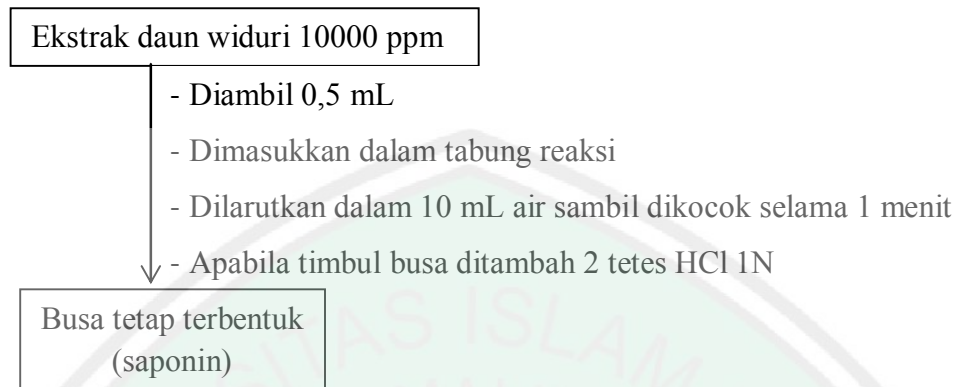 Ekstrak daun widuri 10000 ppm
- Diambil 0,5 mL
- Dimasukkan dalam tabung reaksi
- Dilarutkan dalam 10 mL air sambil dikocok selama 1 menit
- Apabila timbul busa ditambah 2 tetes HCl 1N
Busa tetap terbentuk
(saponin)